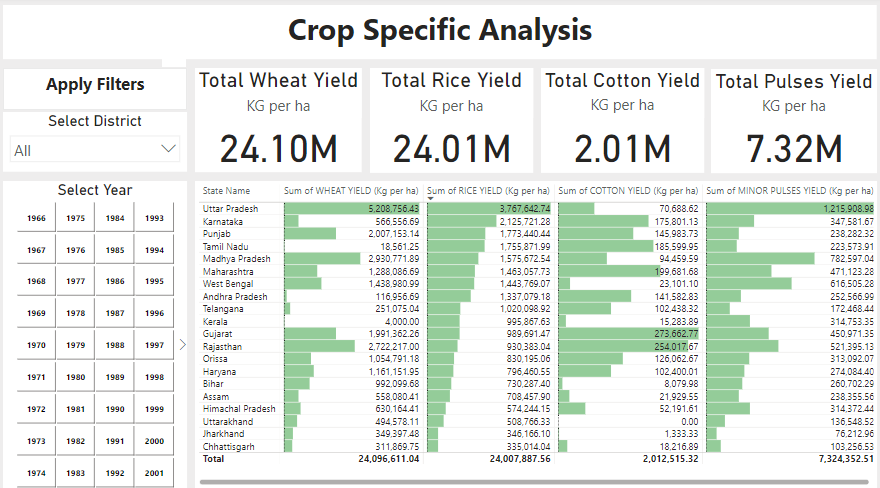 Crop Specific Analysis
Apply Filters
Select District
All
Select Year
1966 1975 1984 1993
1967 1976 1985 1994
1968 1977 1986 1995
1969 1978 1987 1996
1970 1979 1988 1997
1971 1980 1989 1998
1972 1981 1990 1999
1973 1982 1991 2000
1974 1983 1992 2001
Total Wheat Yield
KG per ha
24.10M
Total Rice Yield
KG per ha
24.01M
Total Cotton Yield
KG per ha
2.01M
Total Pulses Yield
KG per ha
7.32M
State Name Sum of WHEAT YIELD (Kg per ha) Sum of RICE YIELD (Kg per ha) Sum of COTTON YIELD (Kg per ha) Sum of MINOR PULSES YIELD (Kg per ha)
Uttar Pradesh 5,208,756.43 3,767,642.74 70,688.62 1,215,908.98
Karnataka 566,556.69 2,125,721.28 175,801.13 347,581.67
Punjab 2,007,153.14 1,773,440.44 145,983.73 238,282.32
Tamil Nadu 18,561.25 1,755,871.99 185,599.95 223,573.91
Madhya Pradesh 2,930,771.89 1,575,672.54 94,459.59 782,597.04
Maharashtra 1,288,086.69 1,463,057.73 199,681.68 471,123.28
West Bengal 1,438,980.99 1,443,769.07 23,101.10 616,505.28
Andhra Pradesh 116,956.69 1,337,079.18 141,582.83 252,566.99
Telangana 251,075.04 1,020,098.92 102,438.32 172,468.44
Kerala 4,000.00 995,867.63 15,283.89 314,753.35
Gujarat 1,991,362.26 989,691.47 273,662.77 450,971.35
Rajasthan 2,722,217.00 930,383.04 254,017.67 521,395.13
Orissa 1,054,791.18 830,195.06 126,062.67 313,092.07
Haryana 1,161,151.95 796,460.55 102,400.01 274,084.40
Bihar 992,099.68 730,287.40 8,079.98 260,702.29
Assam 558,080.41 708,457.90 21,929.55 238,355.56
Himachal Pradesh 630,164.41 574,244.15 52,191.61 314,372.44
Uttarakhand 494,578.11 508,766.33 0.00 136,548.52
Jharkhand 349,397.48 346,166.10 1,333.33 76,212.96
Chhattisgarh 311,869.75 335,014.04 18,216.89 103,256.53
Total 24,096,611.04 24,007,887.56 2,012,515.32 7,324,352.11